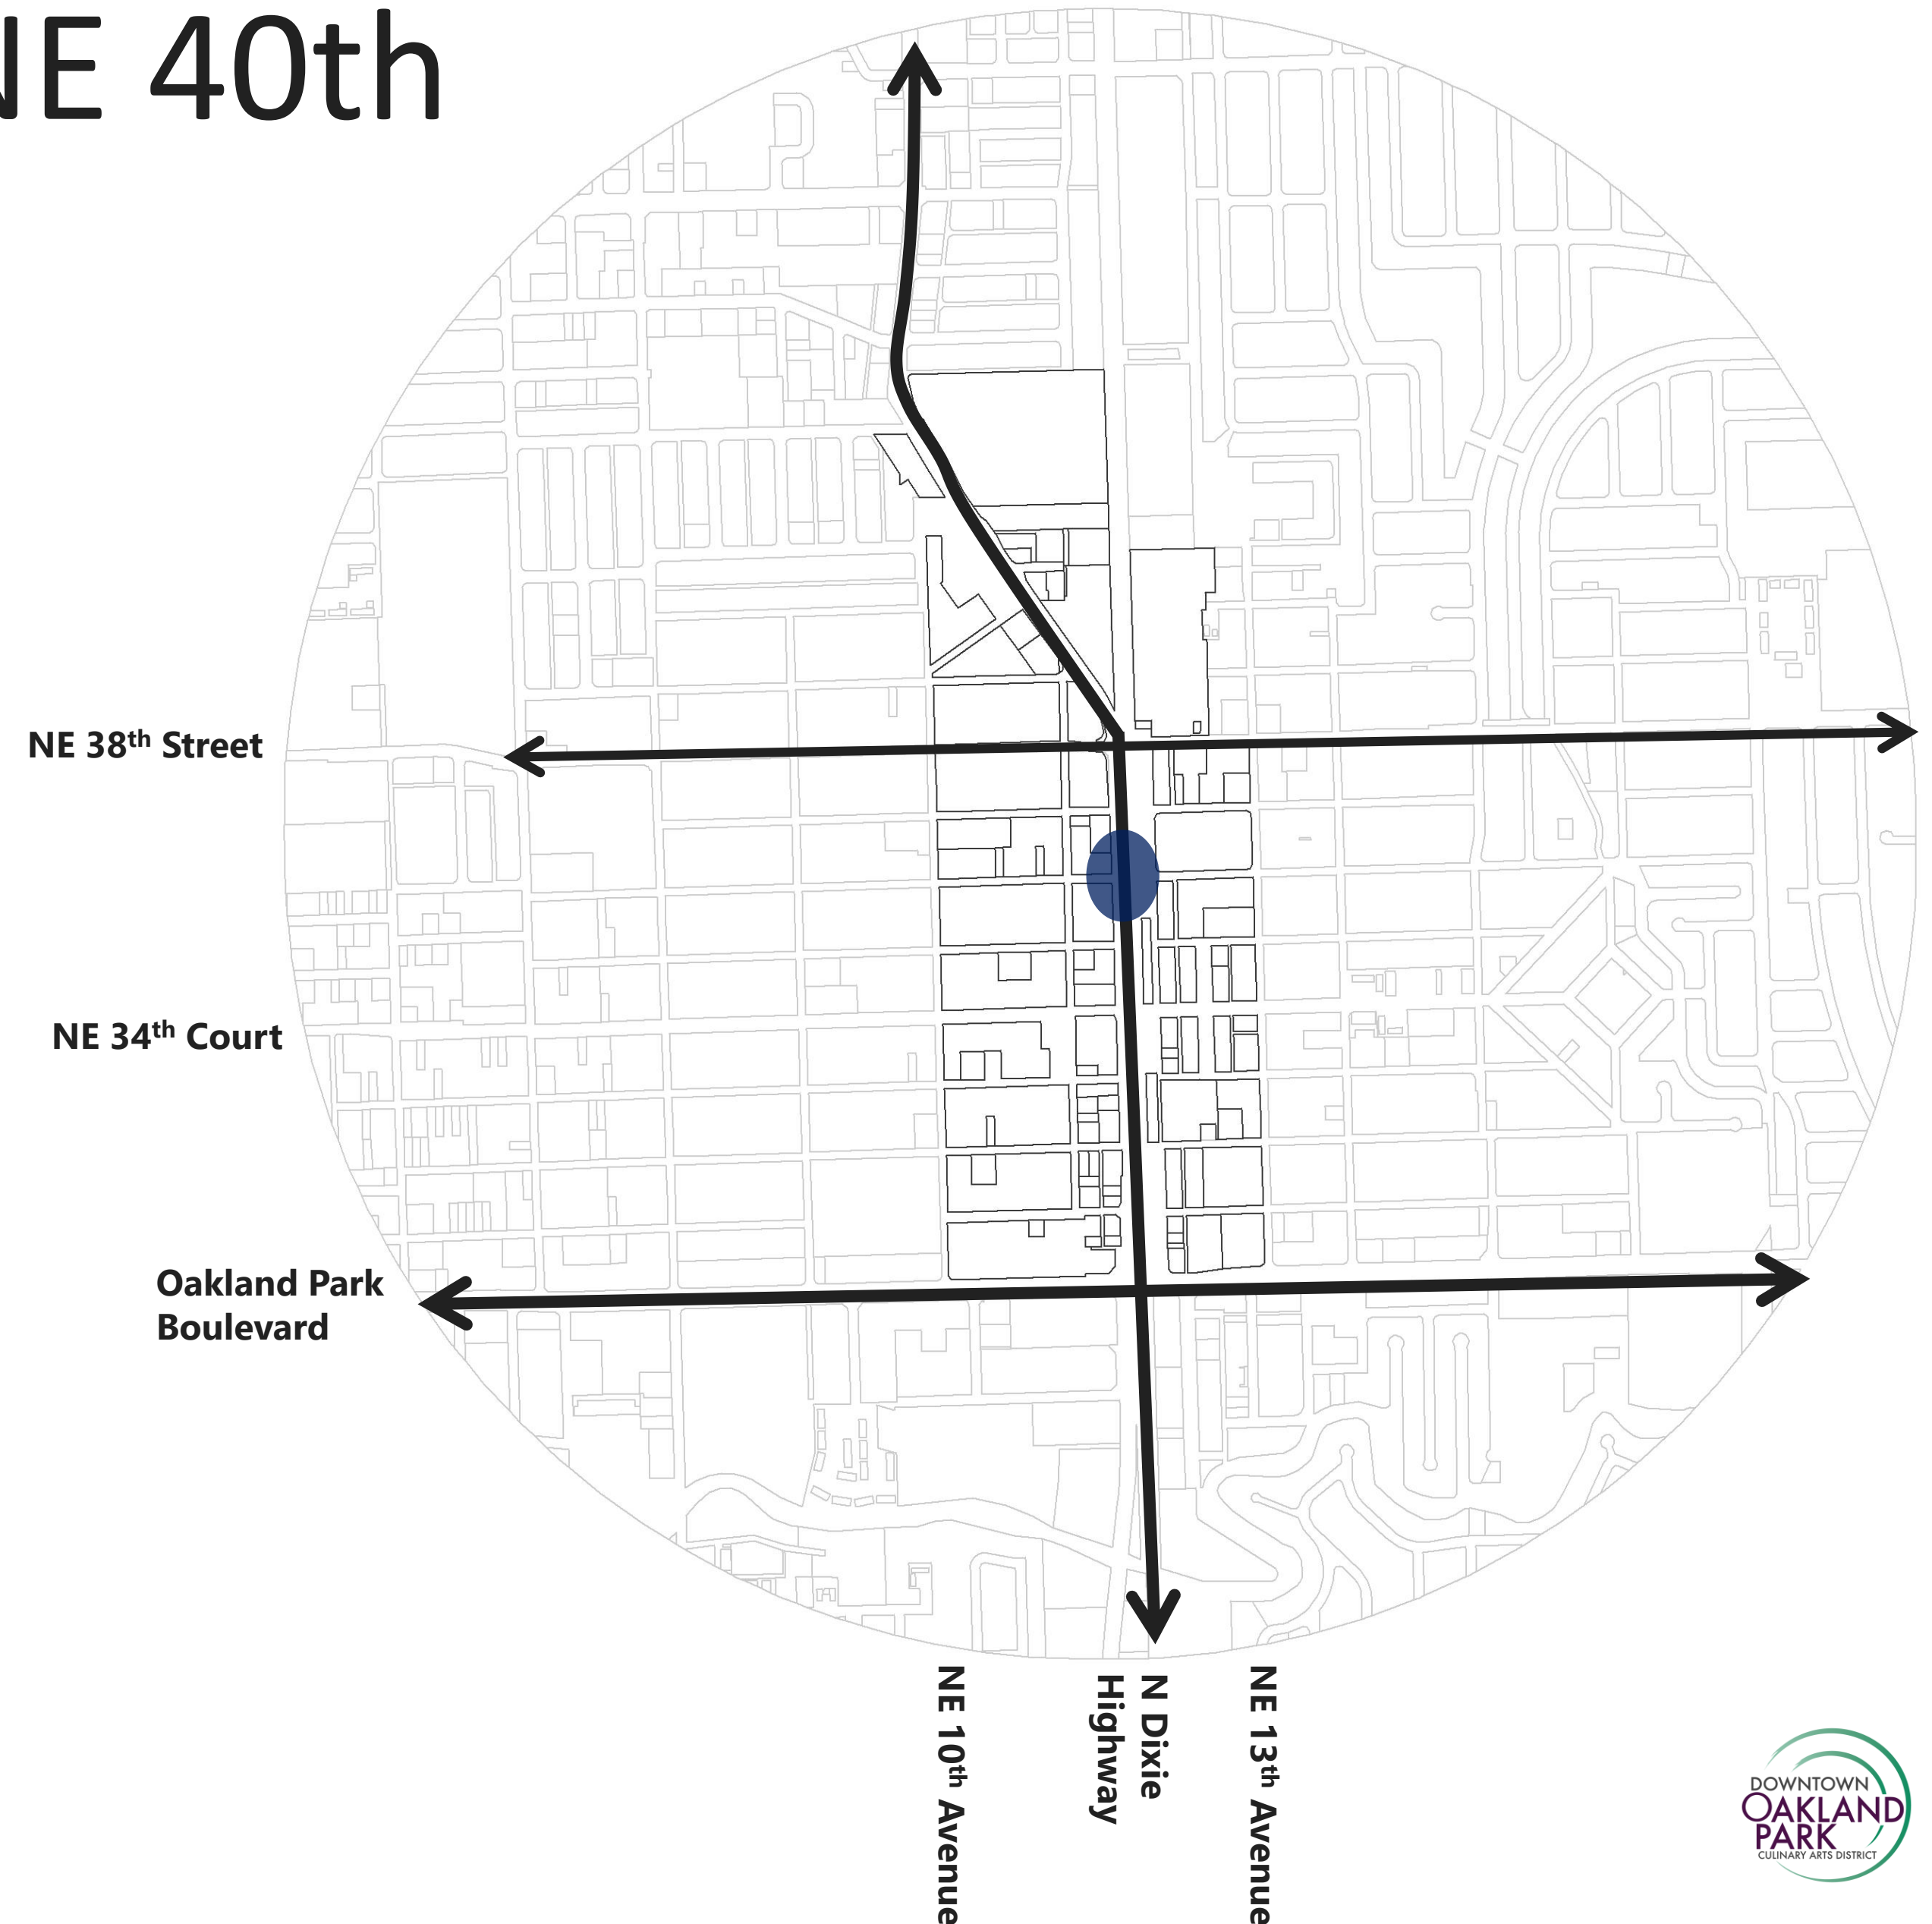 NE 40th
NE 38th Street
NE 34th Court
Oakland Park
Boulevard
NE 10th Avenue
N Dixie
Highway
NE 13th Avenue
DOWNTOWN
OAKLAND
PARK
CULINARY ARTS DISTRICT